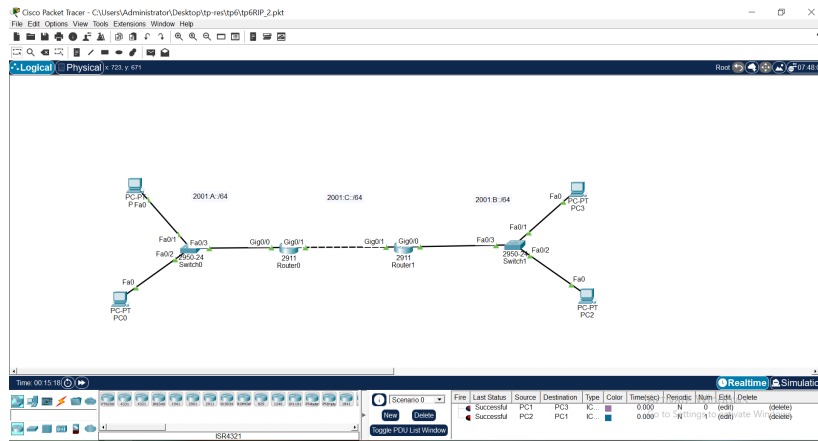 Cisco Packet Tracer - C:\Users\Administrator\Desktop\tp-res\tp6\tp6RIP_2.pkt
File Edit Options View Tools Extensions Window Help
Logical Physical x: 723, y: 671 Root 07:48:
2001:A::/64 2001:C::/64 2001:B::/64
PC-PT Fa0
Fa0 PC-PT
PC3
Fa0/1 Fa0/3 Gig0/0 Gig0/1 Gig0/1 Gig0/0 Fa0/3 Fa0/1
Fa0/2 2950-24 2911 2911 2950-24 Fa0/2
Switch0 Router0 Router1 Switch1
Fa0 Fa0
PC-PT PC-PT
PC0 PC2
Time: 00:15:18 Realtime Simulatio
Scenario 0 Fire Last Status Source Destination Type Color Time(sec) Periodic Num Edit Delete
New Delete Successful PC1 PC3 IC... 0.000 N 0 (edit) (delete)
Toggle PDU List Window Successful PC2 PC1 IC... 0.000 N 1 (edit) (delete)
ISR4321